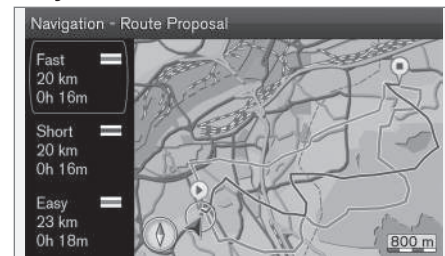 Navigation - Route Proposal
Fast
20 km
0h 16m
Short
20 km
0h 16m
Easy
23 km
0h 18m
800 m